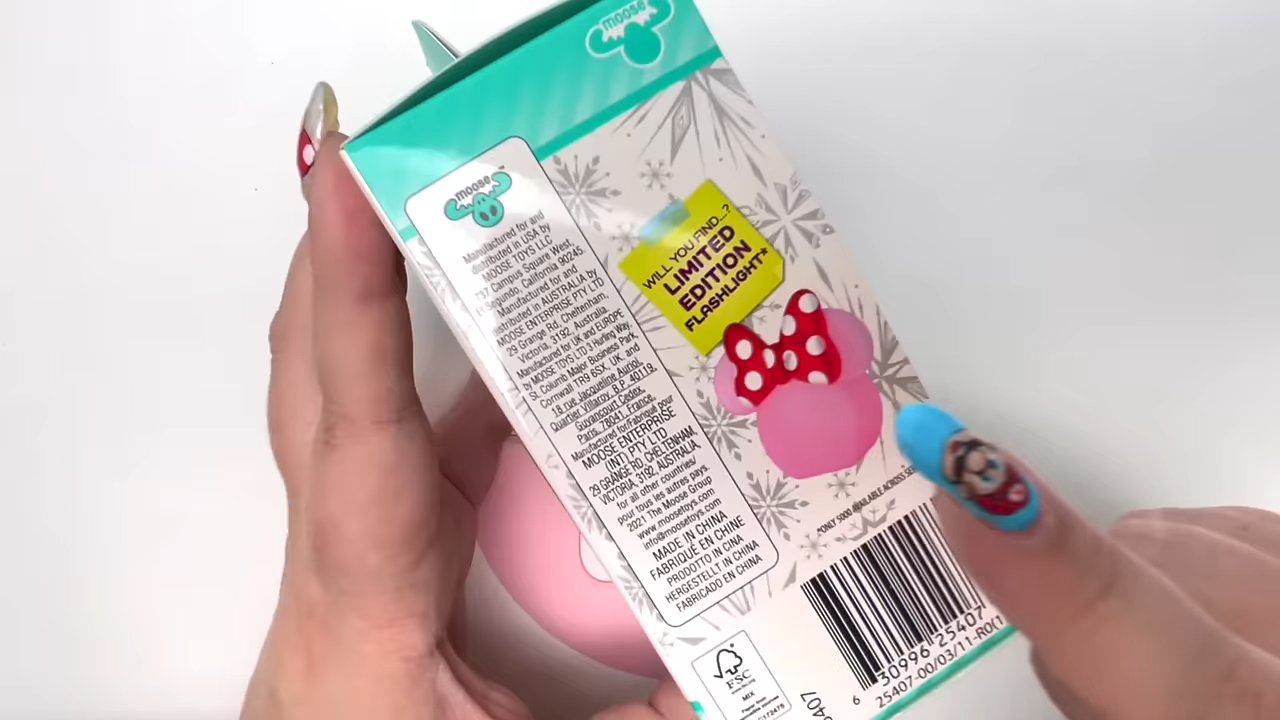 moose
moose
Manufactured for and
distributed in USA by
MOOSE TOYS LLC
737 Campus Square West,
Segundo, California 90245.
Manufactured for and
distributed in AUSTRALIA by
MOOSE ENTERPRISE PTY LTD
29 Grange Rd, Cheltenham,
Victoria, 3192, Australia.
Manufactured for UK and EUROPE
by MOOSE TOYS LTD 3 Hurling Way,
St. Columb Major Business Park,
Cornwall TR9 6SX, UK, and
18 rue Jacqueline Auriol,
Quartier Villaroy, B.P. 40119,
Guyancourt Cedex,
Paris, 78041, France.
Manufactured/Fabriqué pour
MOOSE ENTERPRISE
(INT) PTY LTD
29 GRANGE RD, CHELTENHAM,
VICTORIA, 3192, AUSTRALIA,
for all other countries/
pour tous les autres pays.
2021 The Moose Group
www.moosetoys.com
info@moosetoys.com
MADE IN CHINA
FABRIQUÉ EN CHINE
PRODOTTO IN CINA
HERGESTELLT IN CHINA
FABRICADO EN CHINA
WILL YOU FIND...?
LIMITED
EDITION
FLASHLIGHT*
*ONLY 5000 AVAILABLE ACROSS
6 30996 25407
25407-00/03/11-R0(1
FSC
MIX
Paper from
C172475
5407